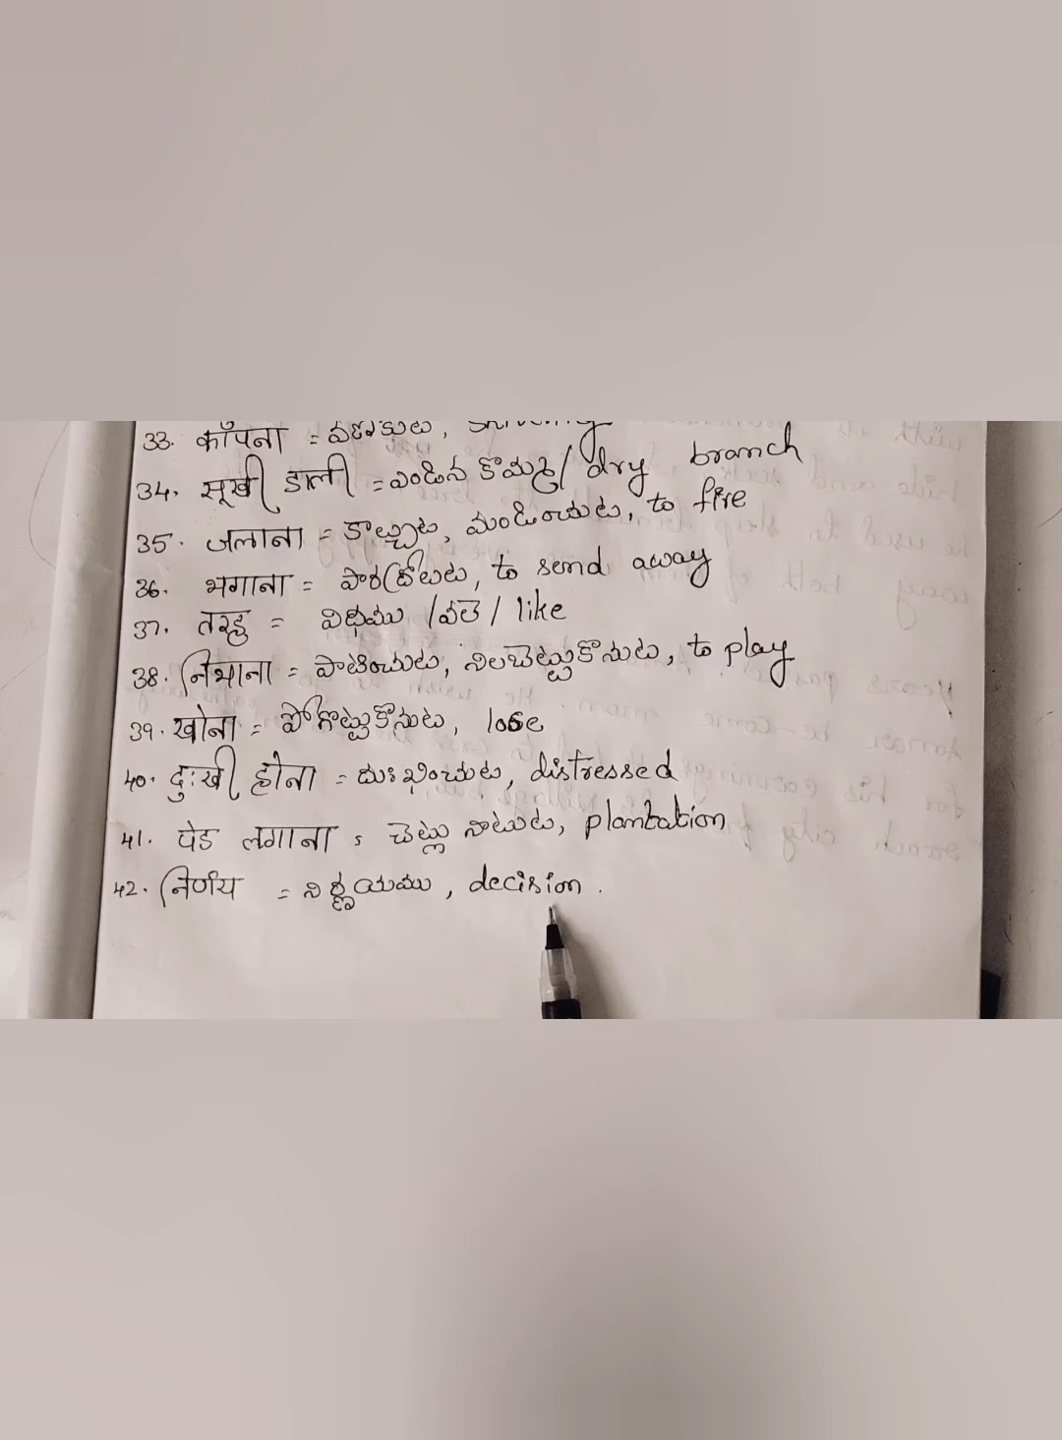 33. काँपना = వణకుట, shivering
34. सूखी डाली = ఎండిన కొమ్మ / dry branch
35. जलाना = కాల్చుట, మండించుట, to fire
36. भगाना = పారద్రోలుట, to send away
37. तरह = విధము / వలె / like
38. निभाना = పాటించుట, నిలబెట్టుకొనుట, to play
39. खोना = పోగొట్టుకొనుట, lose
40. दुःखी होना = దుఃఖించుట, distressed
41. पेड लगाना = చెట్లు నాటుట, plantation
42. निर्णय = నిర్ణయము, decision.